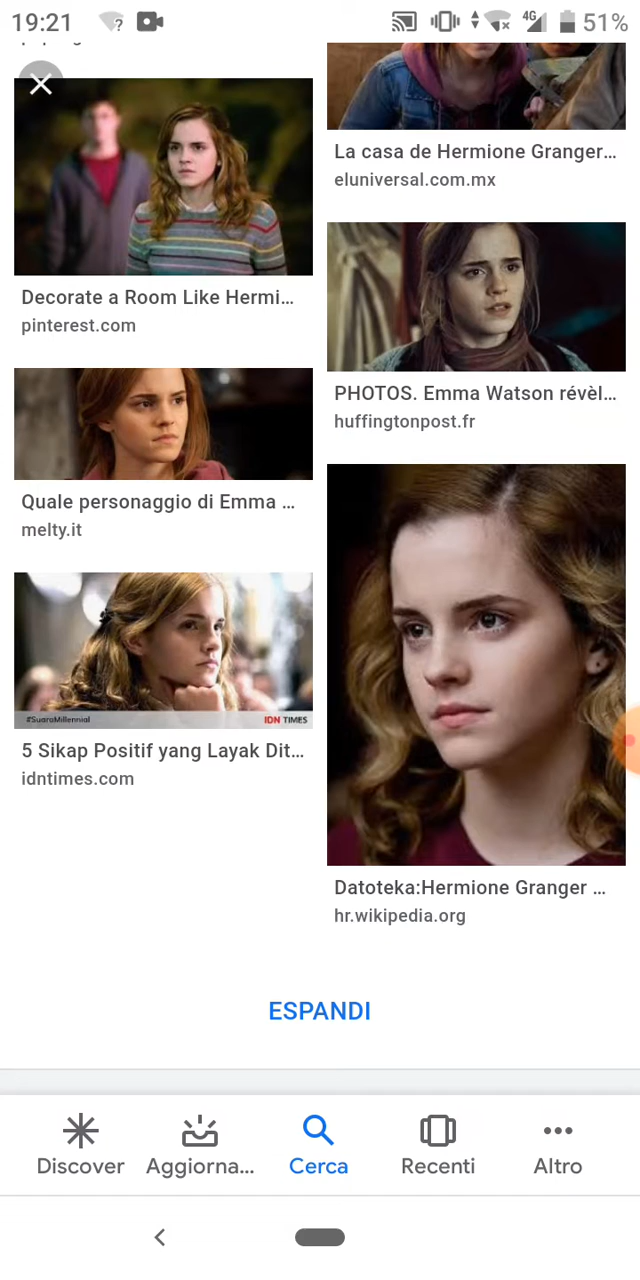 19:21
4G
51%
La casa de Hermione Granger...
eluniversal.com.mx
Decorate a Room Like Hermi...
pinterest.com
PHOTOS. Emma Watson révèl...
huffingtonpost.fr
Quale personaggio di Emma ...
melty.it
#SuaraMillennial
IDN TIMES
5 Sikap Positif yang Layak Dit...
idntimes.com
Datoteka:Hermione Granger ...
hr.wikipedia.org
ESPANDI
Discover
Aggiorna...
Cerca
Recenti
Altro